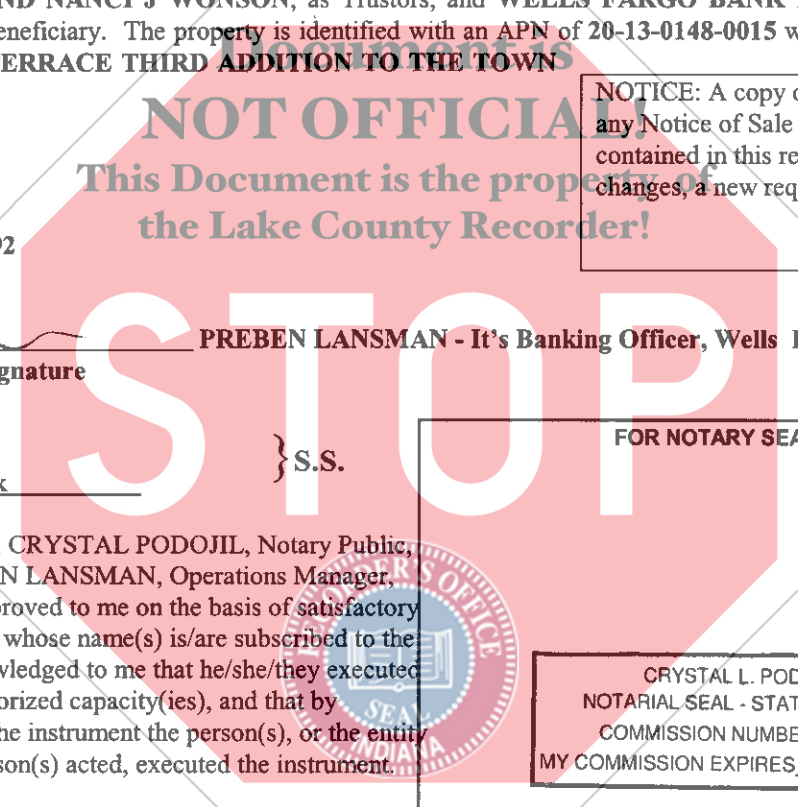 AND NANCI J WONSON, as Trustors, and WELLS FARGO BANK
eneficiary. The property is identified with an APN of 20-13-0148-0015 w
ERRACE THIRD ADDITION TO THE TOWN
Document is
NOT OFFICIAL!
This Document is the property of
the Lake County Recorder!
NOTICE: A copy o
any Notice of Sale
contained in this re
changes, a new req
92
STOP
PREBEN LANSMAN - It's Banking Officer, Wells
gnature
} S.S.
k
FOR NOTARY SEA
CRYSTAL PODOJIL, Notary Public,
N LANSMAN, Operations Manager,
proved to me on the basis of satisfactory
whose name(s) is/are subscribed to the
wledged to me that he/she/they executed
orized capacity(ies), and that by
he instrument the person(s), or the entity
son(s) acted, executed the instrument.
RECORDER'S OFFICE
SEAL
INDIANA
CRYSTAL L. POD
NOTARIAL SEAL - STAT
COMMISSION NUMBE
MY COMMISSION EXPIRES